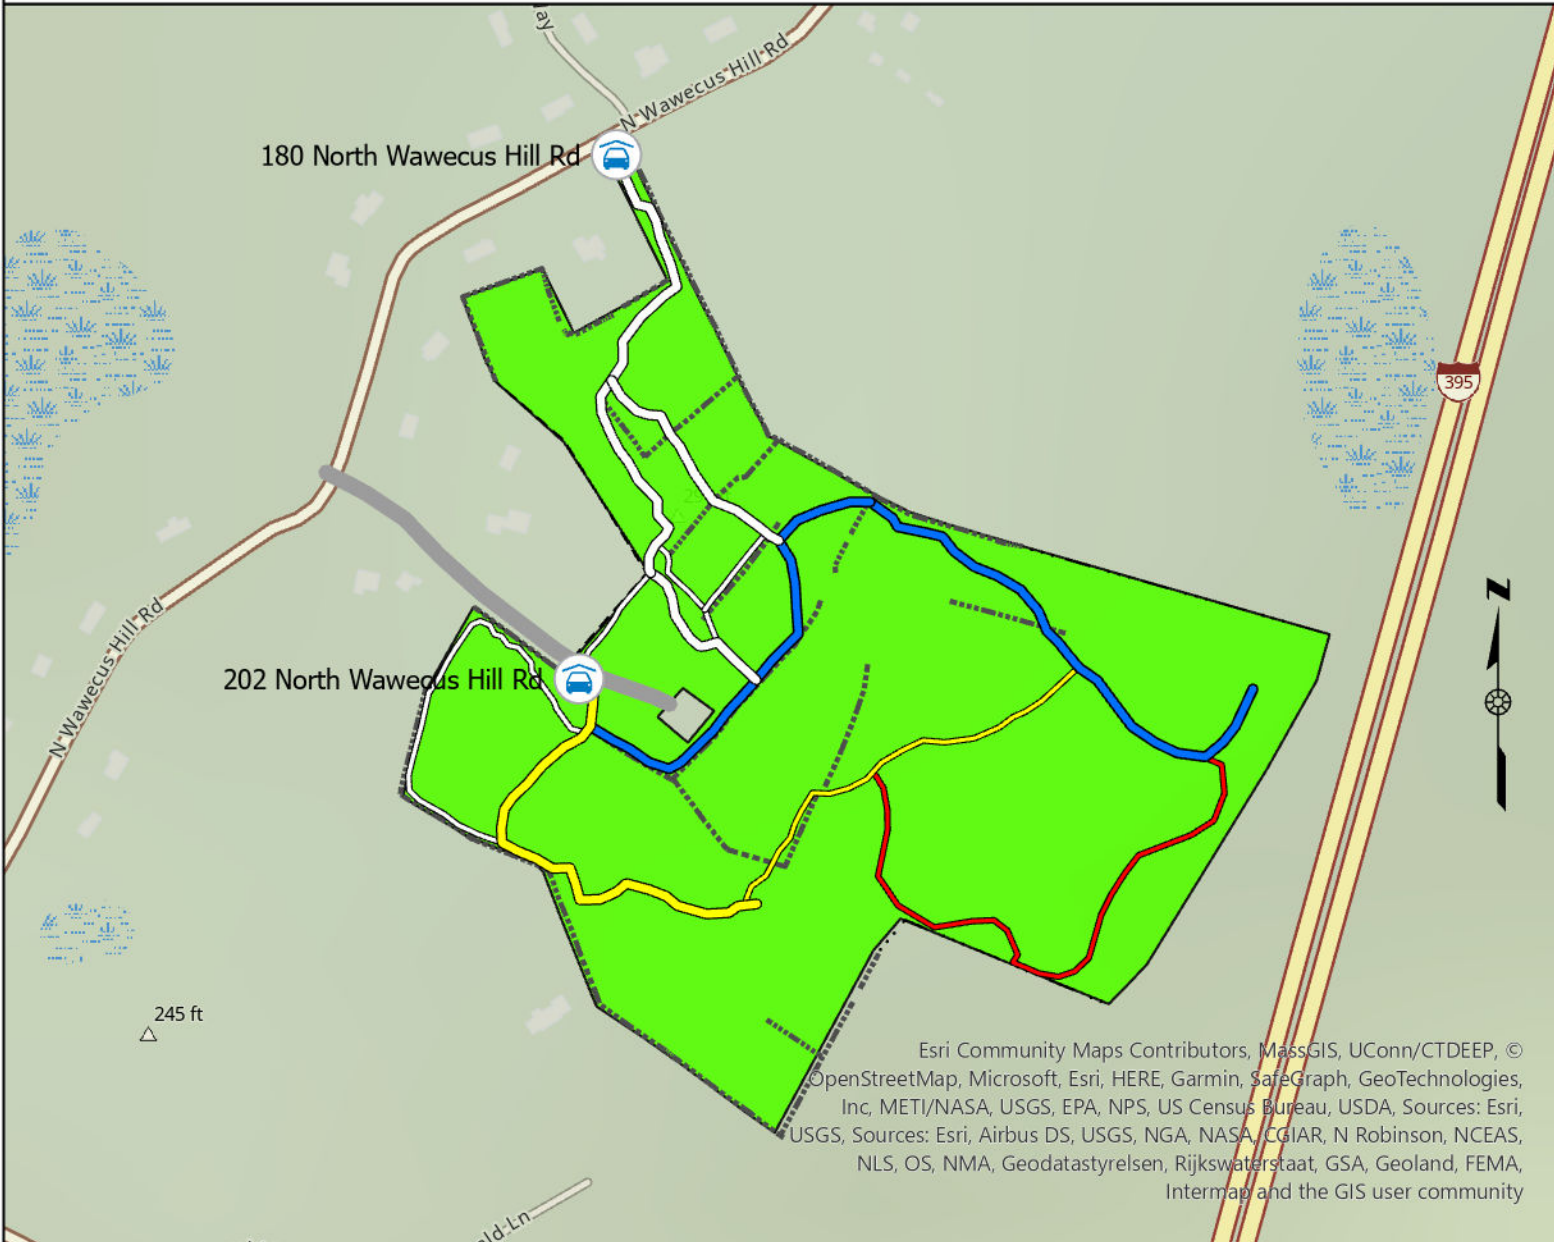 ay
N Wawecus Hill Rd
180 North Wawecus Hill Rd
395
202 North Wawecus Hill Rd
N Wawecus Hill Rd
N
245 ft
Esri Community Maps Contributors, MassGIS, UConn/CTDEEP, ©
OpenStreetMap, Microsoft, Esri, HERE, Garmin, SafeGraph, GeoTechnologies,
Inc, METI/NASA, USGS, EPA, NPS, US Census Bureau, USDA, Sources: Esri,
USGS, Sources: Esri, Airbus DS, USGS, NGA, NASA, CGIAR, N Robinson, NCEAS,
NLS, OS, NMA, Geodatastyrelsen, Rijkswaterstaat, GSA, Geoland, FEMA,
Intermap and the GIS user community
ld Ln